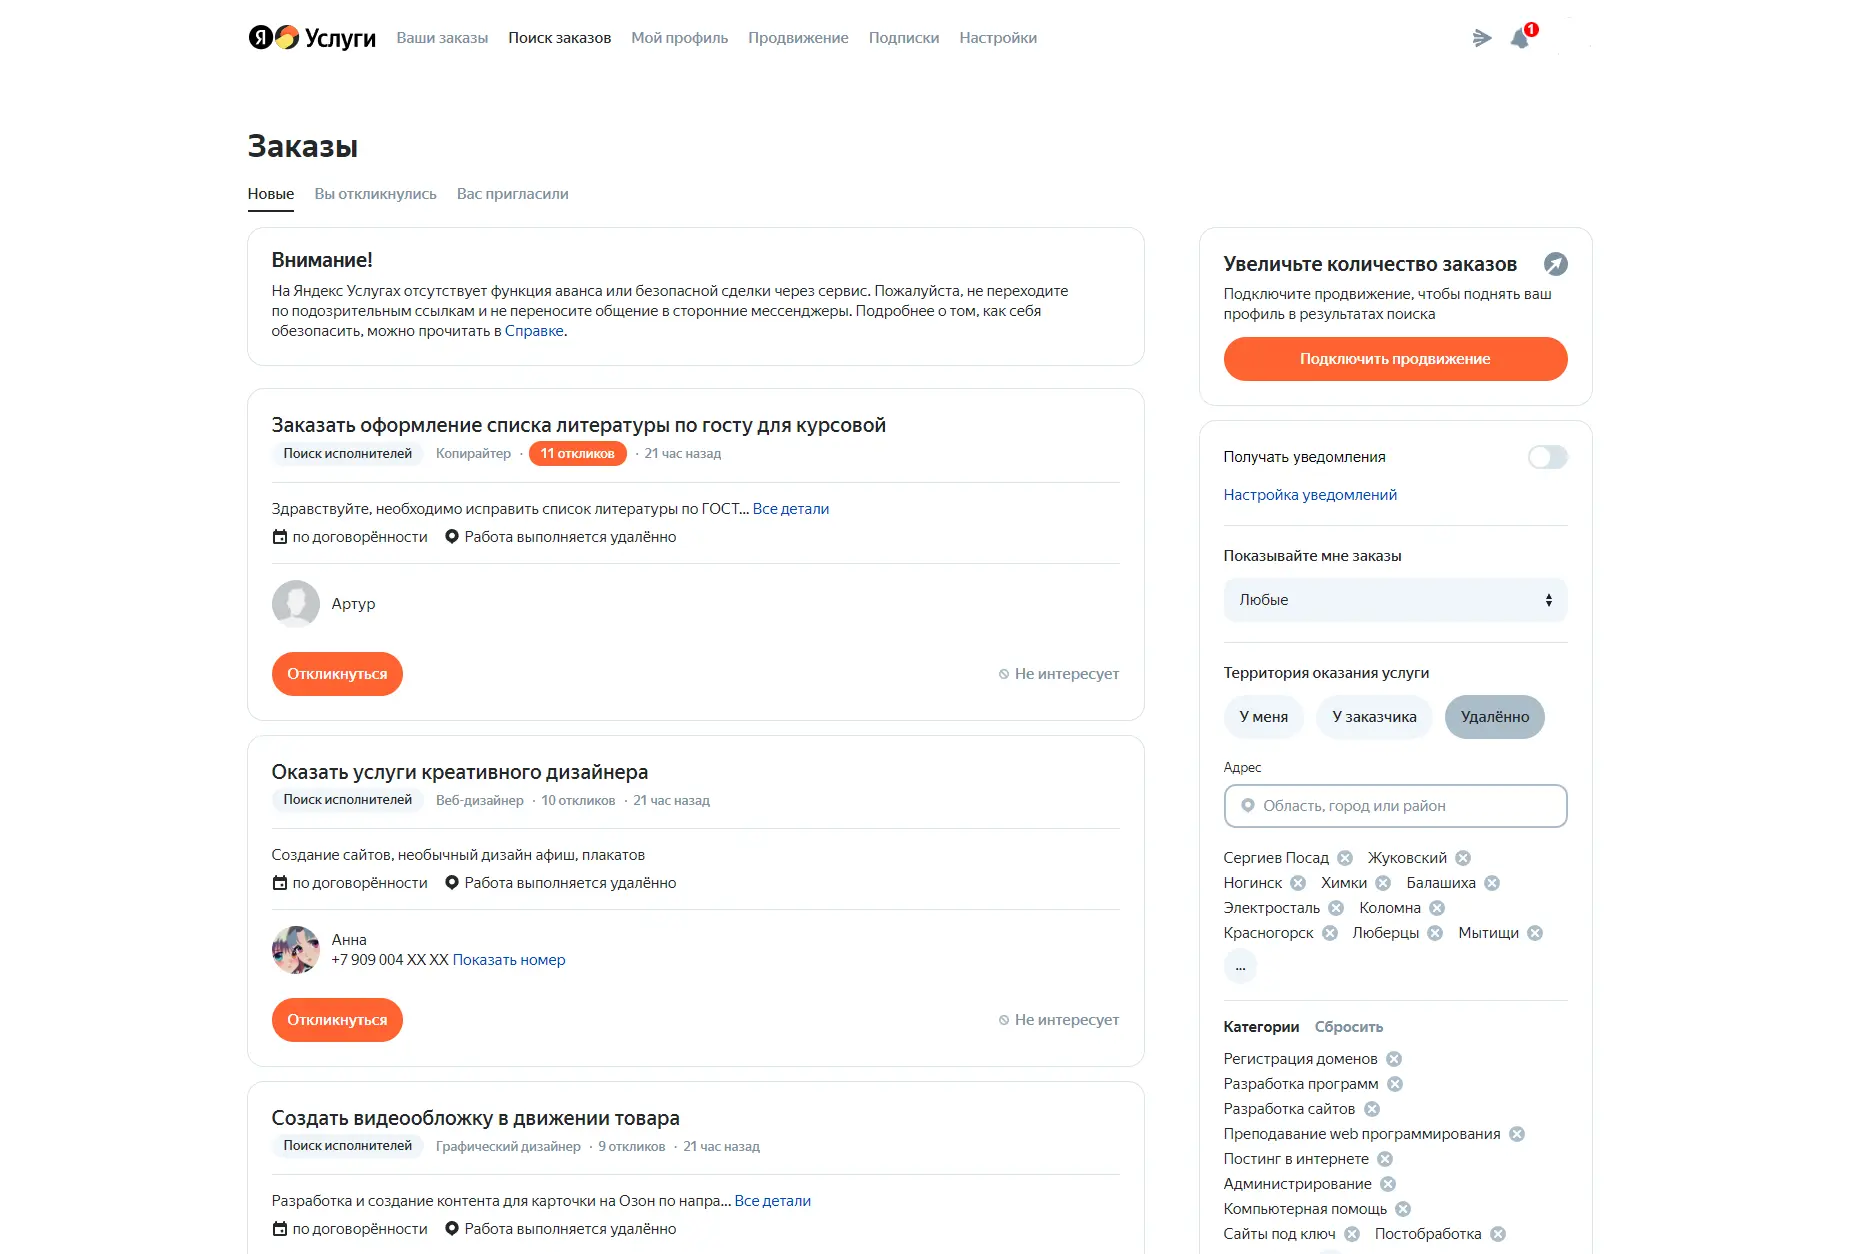 Я Услуги Ваши заказы Поиск заказов Мой профиль Продвижение Подписки Настройки 1
Заказы
Новые Вы откликнулись Вас пригласили
Внимание!
На Яндекс Услугах отсутствует функция аванса или безопасной сделки через сервис. Пожалуйста, не переходите
по подозрительным ссылкам и не переносите общение в сторонние мессенджеры. Подробнее о том, как себя
обезопасить, можно прочитать в Справке.
Заказать оформление списка литературы по госту для курсовой
Поиск исполнителей Копирайтер · 11 откликов · 21 час назад
Здравствуйте, необходимо исправить список литературы по ГОСТ... Все детали
по договорённости Работа выполняется удалённо
Артур
Откликнуться Не интересует
Оказать услуги креативного дизайнера
Поиск исполнителей Веб-дизайнер · 10 откликов · 21 час назад
Создание сайтов, необычный дизайн афиш, плакатов
по договорённости Работа выполняется удалённо
Анна
+7 909 004 XX XX Показать номер
Откликнуться Не интересует
Создать видеообложку в движении товара
Поиск исполнителей Графический дизайнер · 9 откликов · 21 час назад
Разработка и создание контента для карточки на Озон по напра... Все детали
по договорённости Работа выполняется удалённо
Увеличьте количество заказов
Подключите продвижение, чтобы поднять ваш
профиль в результатах поиска
Подключить продвижение
Получать уведомления
Настройка уведомлений
Показывайте мне заказы
Любые
Территория оказания услуги
У меня У заказчика Удалённо
Адрес
Область, город или район
Сергиев Посад Жуковский
Ногинск Химки Балашиха
Электросталь Коломна
Красногорск Люберцы Мытищи
...
Категории Сбросить
Регистрация доменов
Разработка программ
Разработка сайтов
Преподавание web программирования
Постинг в интернете
Администрирование
Компьютерная помощь
Сайты под ключ Постобработка